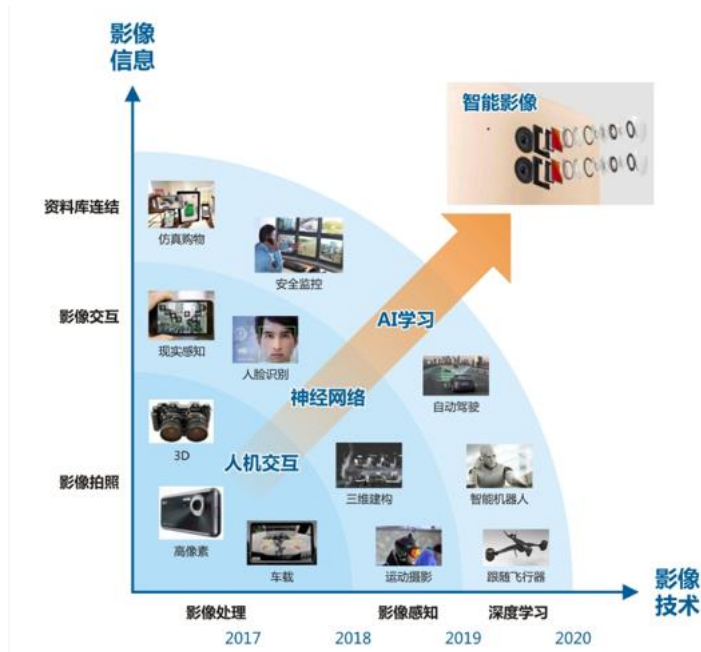 影像
信息
智能影像
资料库连结
仿真购物
安全监控
影像交互
AI学习
现实感知
人脸识别
神经网络
自动驾驶
3D
人机交互
影像拍照
三维建构
智能机器人
高像素
车载
运动摄影
跟随飞行器
影像
技术
影像处理
影像感知
深度学习
2017
2018
2019
2020